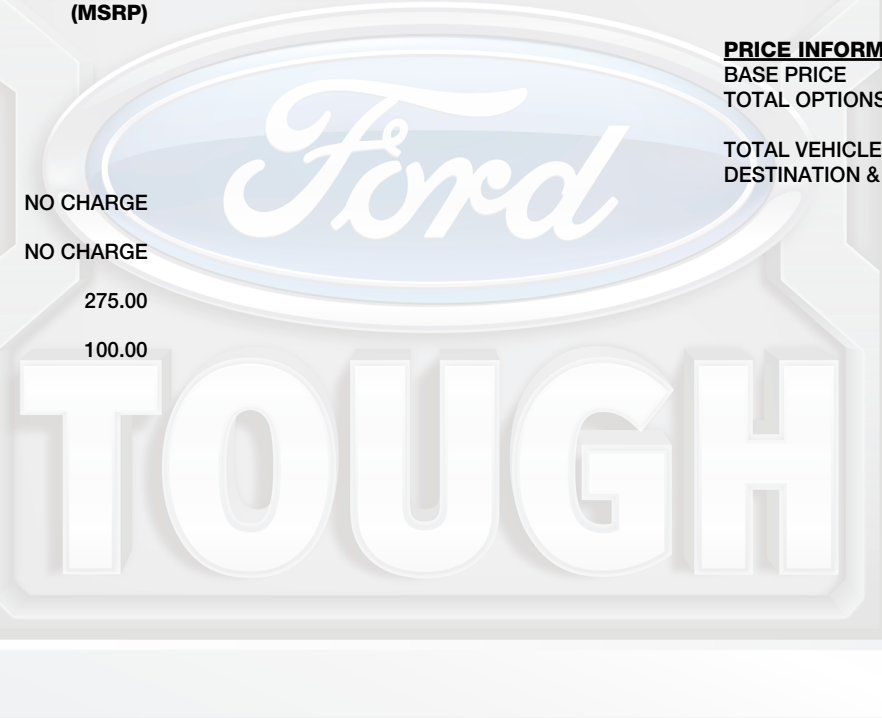 (MSRP)
NO CHARGE
NO CHARGE
275.00
100.00
PRICE INFORM
BASE PRICE
TOTAL OPTIONS
TOTAL VEHICLE
DESTINATION &
Ford
TOUGH